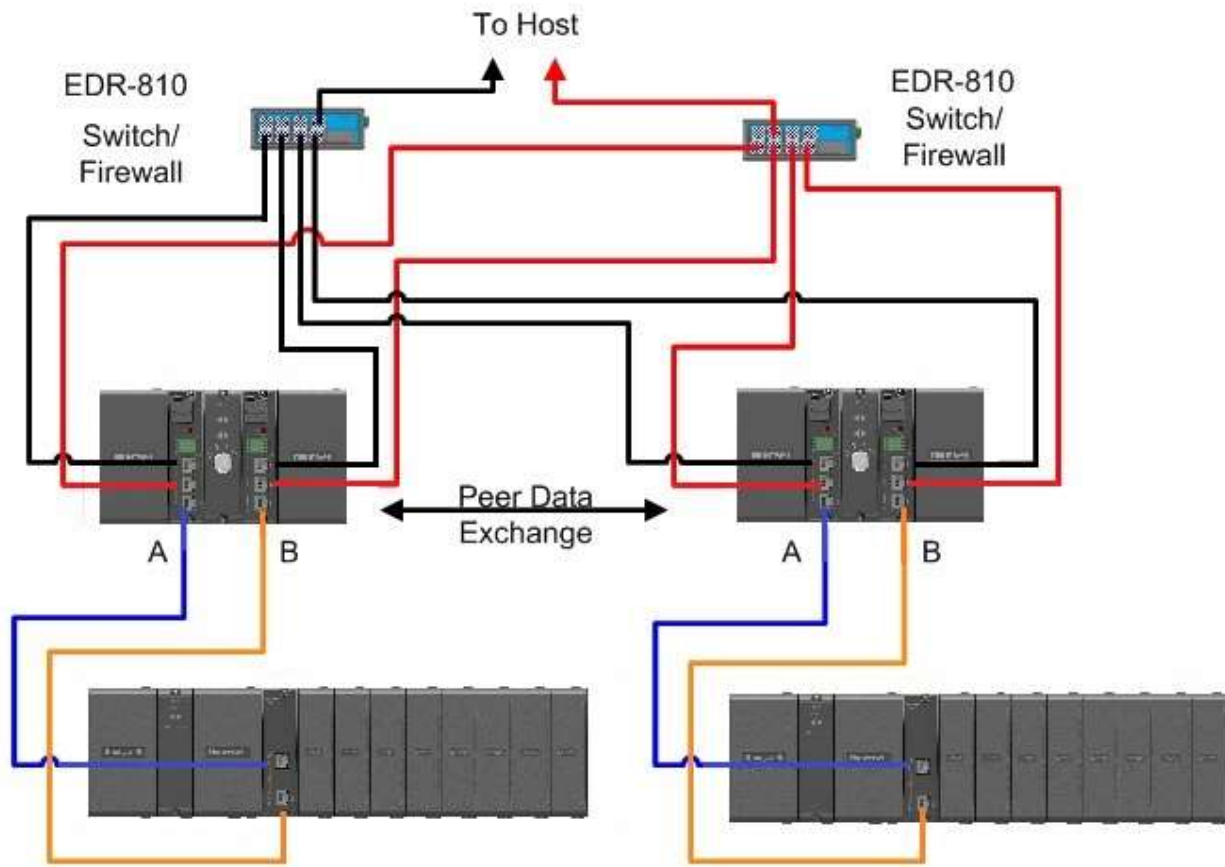 To Host
EDR-810
Switch/
Firewall
EDR-810
Switch/
Firewall
Peer Data
Exchange
A
B
A
B